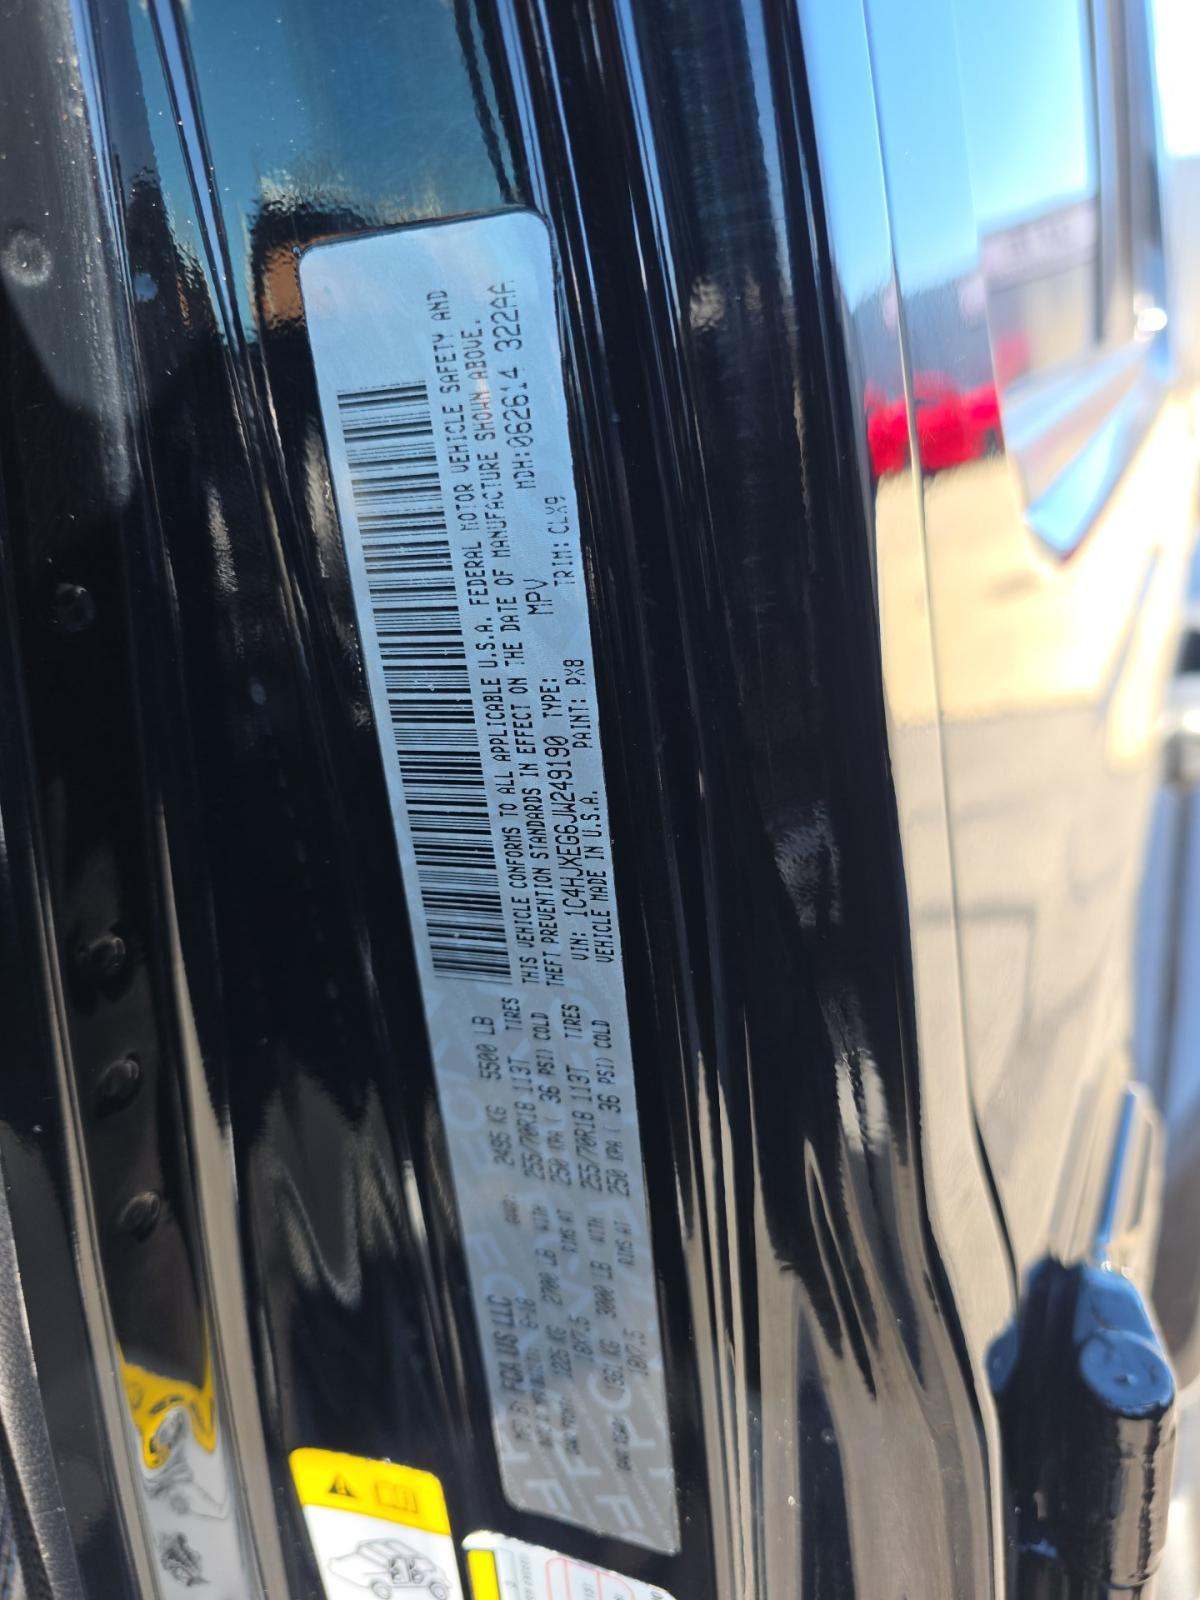 MFD BY FCA US LLC
DATE OF MANUFACTURE: 6-18 GVWR: 2495 KG 5500 LB
GAWR FRONT: 1225 KG 2700 LB WITH 255/70R18 113T TIRES
18X7.5 RIMS AT 250 KPA ( 36 PSI) COLD
GAWR REAR: 1361 KG 3000 LB WITH 255/70R18 113T TIRES
18X7.5 RIMS AT 250 KPA ( 36 PSI) COLD
THIS VEHICLE CONFORMS TO ALL APPLICABLE U.S.A. FEDERAL MOTOR VEHICLE SAFETY AND
THEFT PREVENTION STANDARDS IN EFFECT ON THE DATE OF MANUFACTURE SHOWN ABOVE.
VIN: 1C4HJXEG6JW249190 TYPE: MPV MDH:062614 322AA
VEHICLE MADE IN U.S.A. PAINT: PX8 TRIM: CLX9